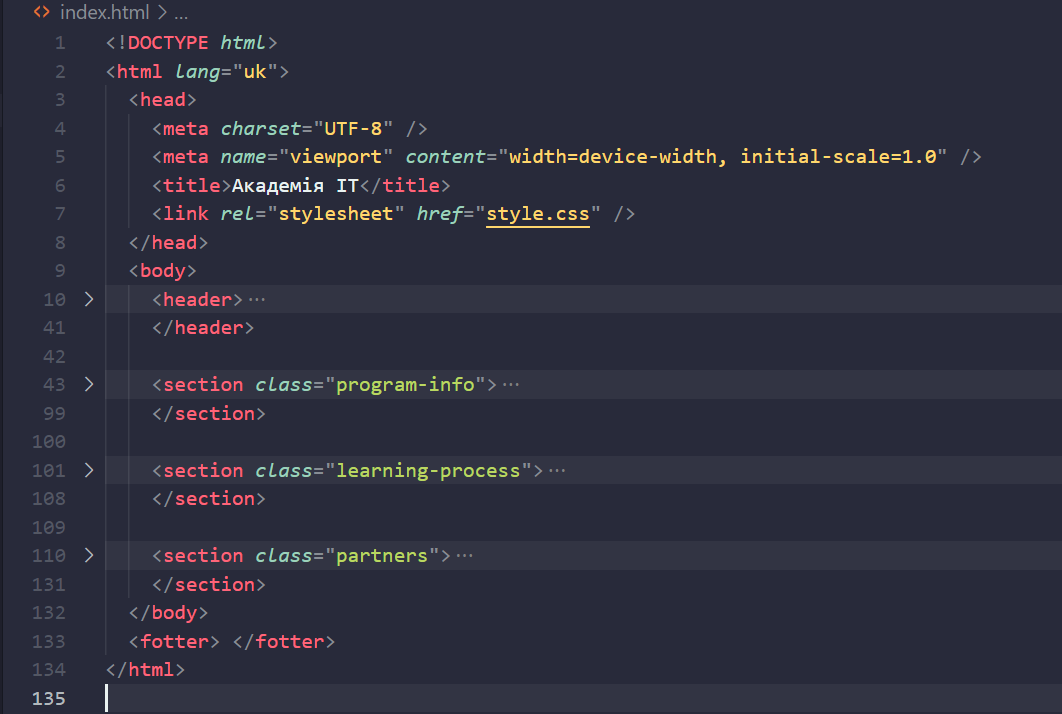 <> index.html > ...
1 <!DOCTYPE html>
2 <html lang="uk">
3 <head>
4 <meta charset="UTF-8" />
5 <meta name="viewport" content="width=device-width, initial-scale=1.0" />
6 <title>Академія IT</title>
7 <link rel="stylesheet" href="style.css" />
8 </head>
9 <body>
10 > <header>···
41 </header>
42
43 > <section class="program-info">···
99 </section>
100
101 > <section class="learning-process">···
108 </section>
109
110 > <section class="partners">···
131 </section>
132 </body>
133 <fotter> </fotter>
134 </html>
135